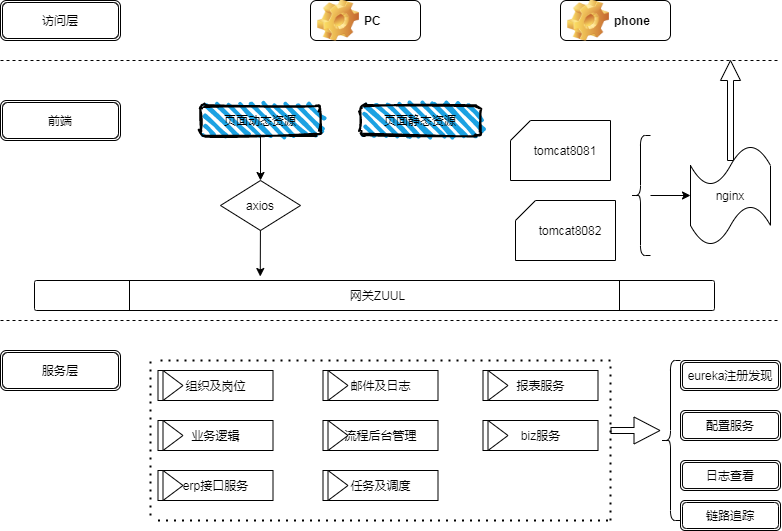 访问层
PC
phone
前端
页面动态资源
页面静态资源
tomcat8081
axios
nginx
tomcat8082
网关ZUUL
服务层
组织及岗位
邮件及日志
报表服务
eureka注册发现
业务逻辑
流程后台管理
biz服务
配置服务
erp接口服务
任务及调度
日志查看
链路追踪